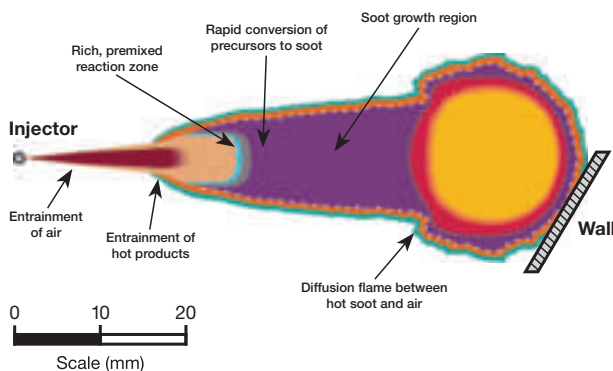 Soot growth region
Rapid conversion of
precursors to soot
Rich, premixed
reaction zone
Injector
Entrainment
of air
Entrainment of
hot products
Wall
Diffusion flame between
hot soot and air
0 10 20
Scale (mm)